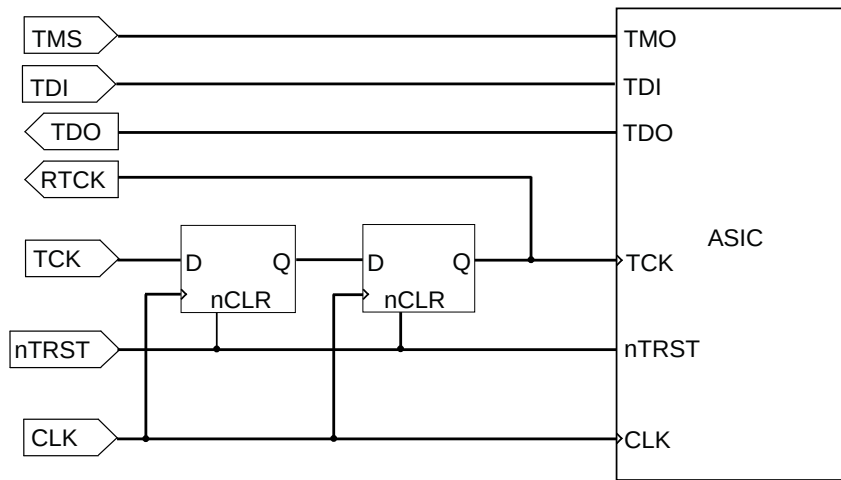 TMS
TMO
TDI
TDI
TDO
TDO
RTCK
ASIC
TCK
D
Q
D
Q
TCK
nCLR
nCLR
nTRST
nTRST
CLK
CLK